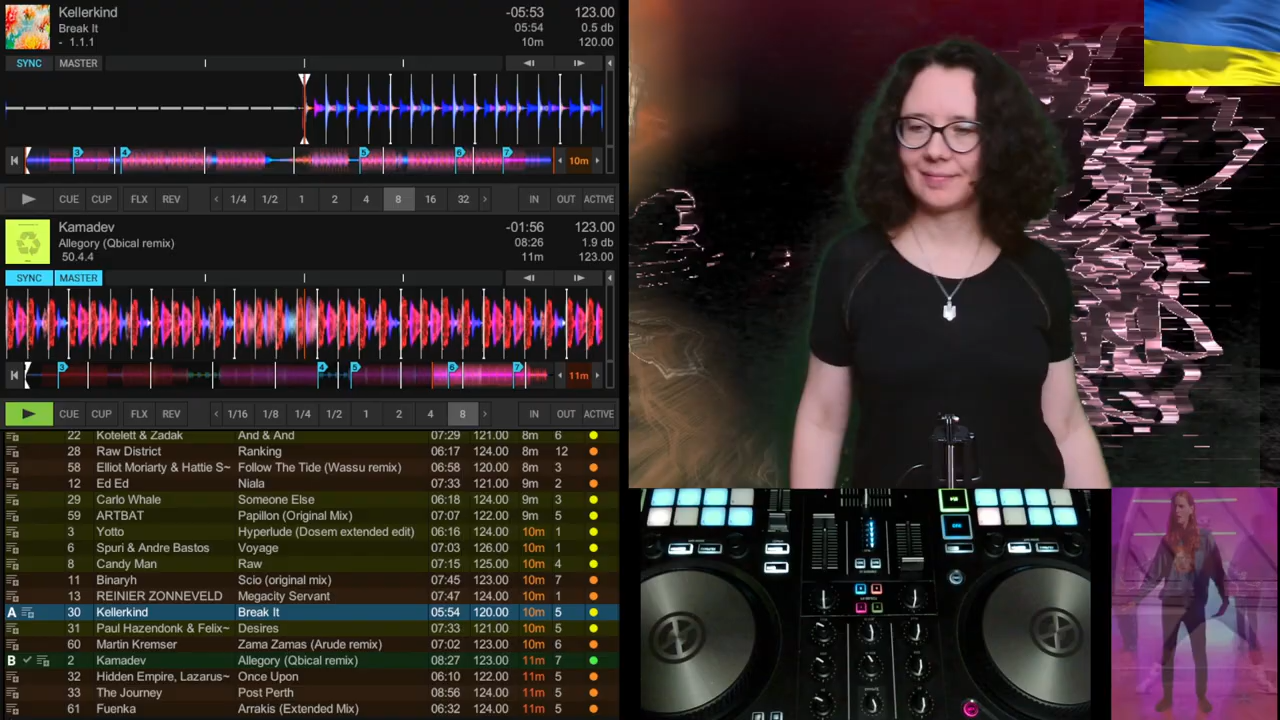 Kellerkind -05:53 123.00
Break It 05:54 0.5 db
- 1.1.1 10m 120.00
SYNC MASTER
3 4 5 6 7 10m
CUE CUP FLX REV 1/4 1/2 1 2 4 8 16 32 IN OUT ACTIVE
Kamadev -01:56 123.00
Allegory (Qbical remix) 08:26 1.9 db
50.4.4 11m 123.00
SYNC MASTER
3 4 5 6 7 11m
CUE CUP FLX REV 1/16 1/8 1/4 1/2 1 2 4 8 IN OUT ACTIVE
22 Kotelett & Zadak And & And 07:29 121.00 8m 6
28 Raw District Ranking 06:17 124.00 8m 12
58 Elliot Moriarty & Hattie S~ Follow The Tide (Wassu remix) 06:58 120.00 8m 3
12 Ed Ed Niala 07:33 121.00 9m 2
29 Carlo Whale Someone Else 06:18 124.00 9m 3
59 ARTBAT Papillon (Original Mix) 07:07 122.00 9m 5
3 Yotto Hyperlude (Dosem extended edit) 06:16 124.00 10m 1
6 Spuri & Andre Bastos Voyage 07:03 126.00 10m 1
8 Candy Man Raw 07:15 125.00 10m 4
11 Binaryh Scio (original mix) 07:45 123.00 10m 7
13 REINIER ZONNEVELD Megacity Servant 07:47 124.00 10m 1
A 30 Kellerkind Break It 05:54 120.00 10m 5
31 Paul Hazendonk & Felix~ Desires 07:33 121.00 10m 5
60 Martin Kremser Zama Zamas (Arude remix) 07:02 123.00 10m 6
B 2 Kamadev Allegory (Qbical remix) 08:27 123.00 11m 7
32 Hidden Empire, Lazarus~ Once Upon 06:10 122.00 11m 5
33 The Journey Post Perth 08:56 124.00 11m 5
61 Fuenka Arrakis (Extended Mix) 06:32 124.00 11m 5